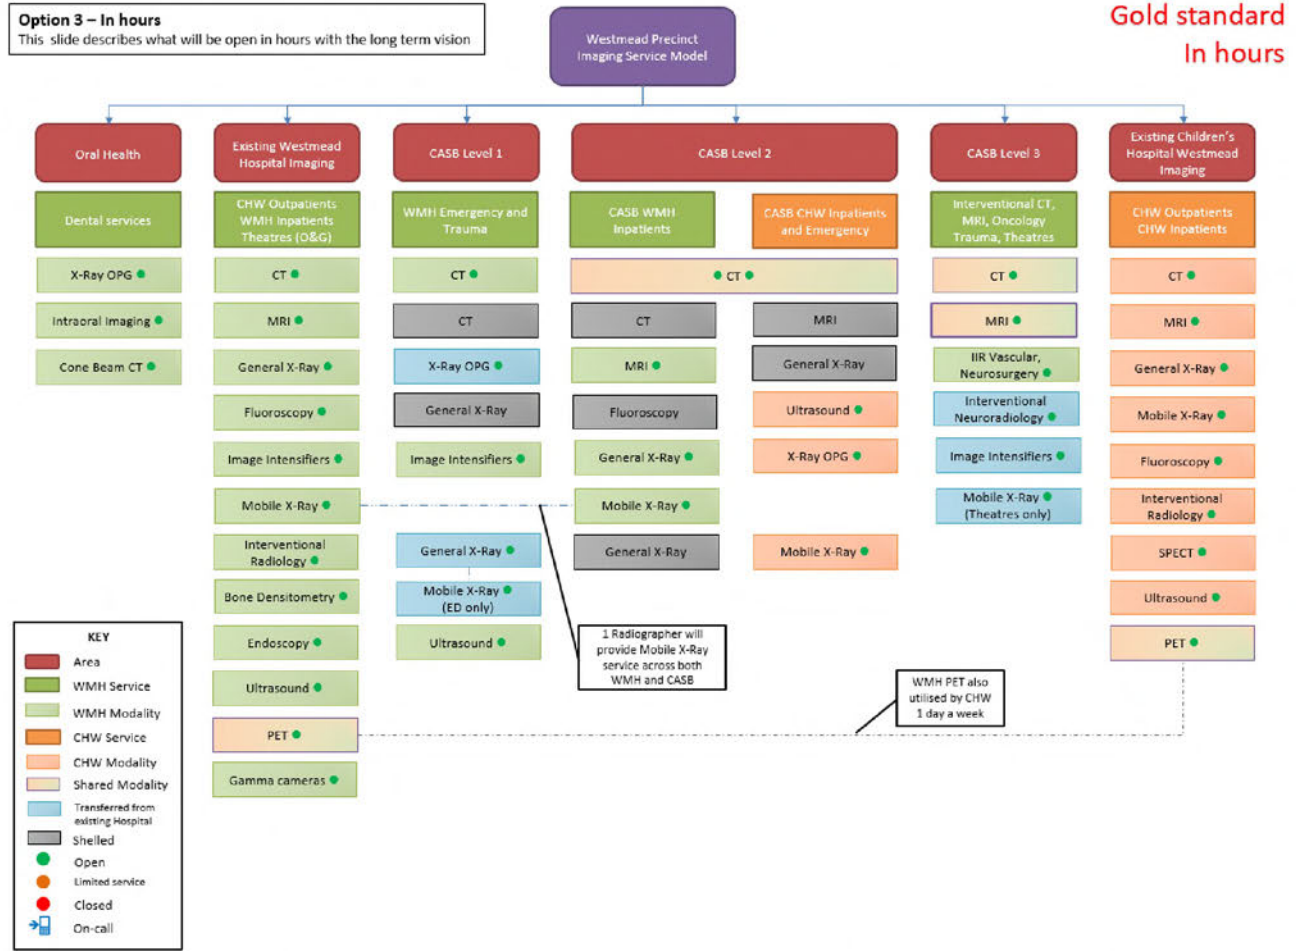 Option 3 – In hours
This slide describes what will be open in hours with the long term vision
Gold standard
In hours
Westmead Precinct
Imaging Service Model
Oral Health
Dental services
X-Ray OPG
Intraoral Imaging
Cone Beam CT
Existing Westmead
Hospital Imaging
CHW Outpatients
WMH Inpatients
Theatres (O&G)
CT
MRI
General X-Ray
Fluoroscopy
Image Intensifiers
Mobile X-Ray
Interventional
Radiology
Bone Densitometry
Endoscopy
Ultrasound
PET
Gamma cameras
CASB Level 1
WMH Emergency and
Trauma
CT
CT
X-Ray OPG
General X-Ray
Image Intensifiers
General X-Ray
Mobile X-Ray
(ED only)
Ultrasound
CASB Level 2
CASB WMH
Inpatients
CASB CHW Inpatients
and Emergency
CT
CT
MRI
Fluoroscopy
General X-Ray
Mobile X-Ray
General X-Ray
MRI
General X-Ray
Ultrasound
X-Ray OPG
Mobile X-Ray
1 Radiographer will
provide Mobile X-Ray
service across both
WMH and CASB
CASB Level 3
Interventional CT,
MRI, Oncology
Trauma, Theatres
CT
MRI
IIR Vascular,
Neurosurgery
Interventional
Neuroradiology
Image Intensifiers
Mobile X-Ray
(Theatres only)
WMH PET also
utilised by CHW
1 day a week
Existing Children's
Hospital Westmead
Imaging
CHW Outpatients
CHW Inpatients
CT
MRI
General X-Ray
Mobile X-Ray
Fluoroscopy
Interventional
Radiology
SPECT
Ultrasound
PET
KEY
Area
WMH Service
WMH Modality
CHW Service
CHW Modality
Shared Modality
Transferred from
existing Hospital
Shelled
Open
Limited service
Closed
On-call